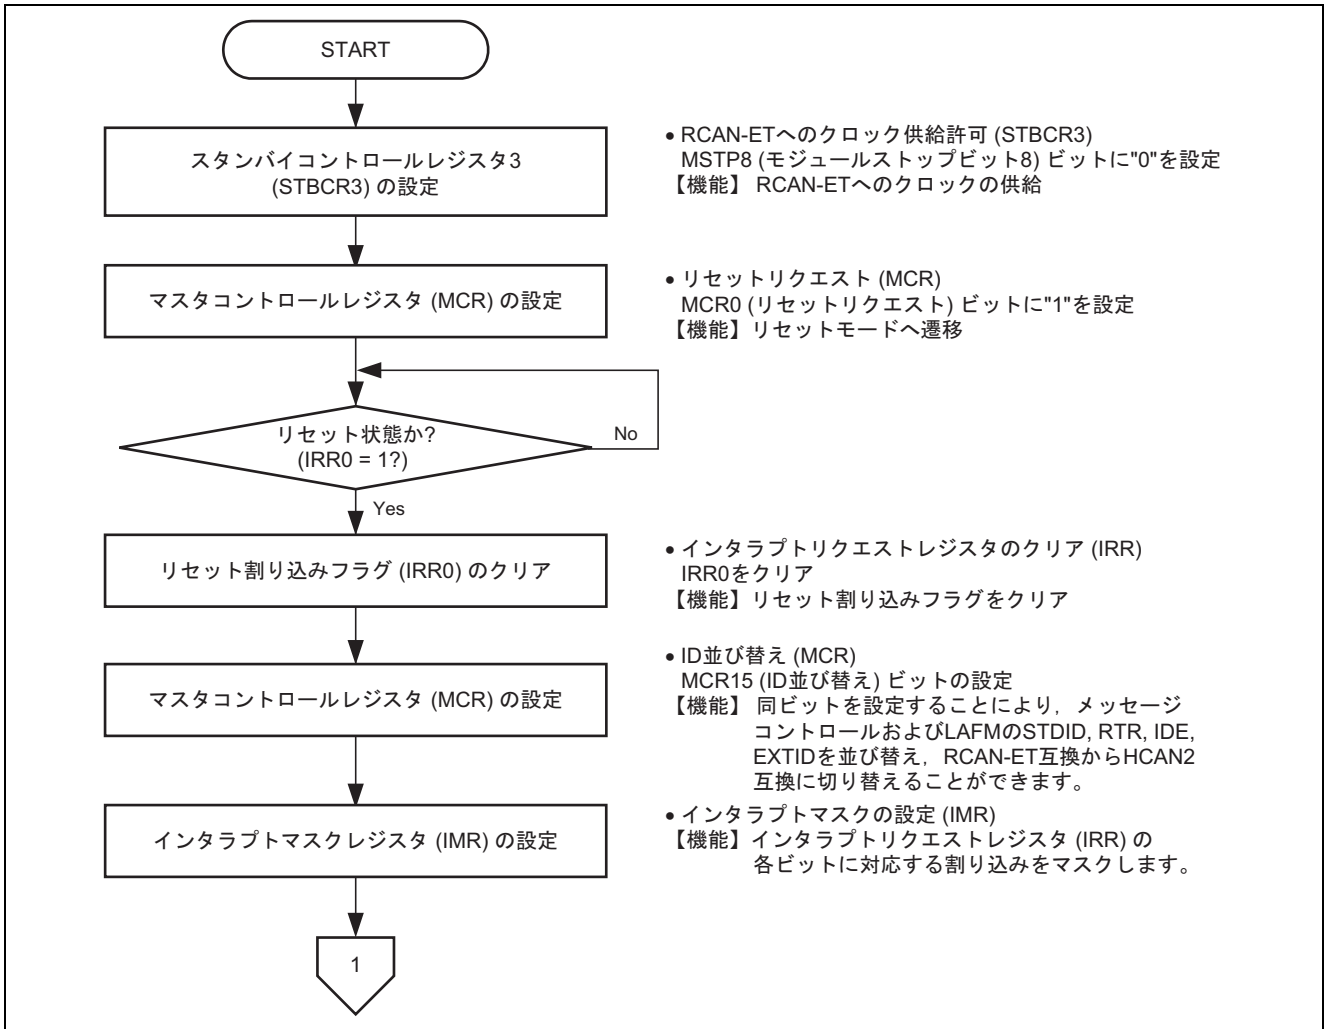 START
スタンバイコントロールレジスタ3
(STBCR3) の設定
• RCAN-ETへのクロック供給許可 (STBCR3)
MSTP8 (モジュールストップビット8) ビットに"0"を設定
【機能】 RCAN-ETへのクロックの供給
マスタコントロールレジスタ (MCR) の設定
• リセットリクエスト (MCR)
MCR0 (リセットリクエスト) ビットに"1"を設定
【機能】リセットモードへ遷移
リセット状態か?
(IRR0 = 1?)
No
Yes
リセット割り込みフラグ (IRR0) のクリア
• インタラプトリクエストレジスタのクリア (IRR)
IRR0をクリア
【機能】リセット割り込みフラグをクリア
マスタコントロールレジスタ (MCR) の設定
• ID並び替え (MCR)
MCR15 (ID並び替え) ビットの設定
【機能】 同ビットを設定することにより，メッセージ
コントロールおよびLAFMのSTDID, RTR, IDE,
EXTIDを並び替え，RCAN-ET互換からHCAN2
互換に切り替えることができます。
インタラプトマスクレジスタ (IMR) の設定
• インタラプトマスクの設定 (IMR)
【機能】インタラプトリクエストレジスタ (IRR) の
各ビットに対応する割り込みをマスクします。
1